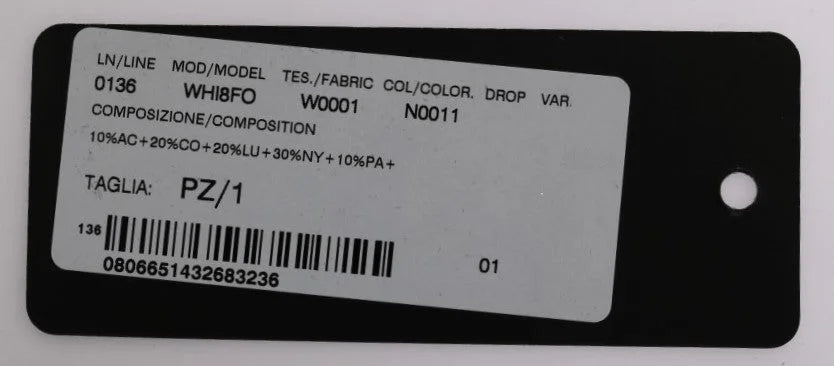 LN/LINE MOD/MODEL TES./FABRIC COL/COLOR. DROP VAR.
0136 WHI8FO W0001 N0011
COMPOSIZIONE/COMPOSITION
10%AC+20%CO+20%LU+30%NY+10%PA+
TAGLIA: PZ/1
136
0806651432683236
01